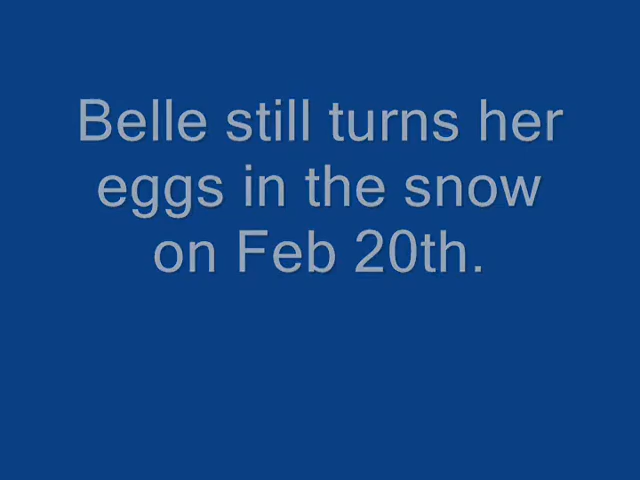 Belle still turns her
eggs in the snow
on Feb 20th.